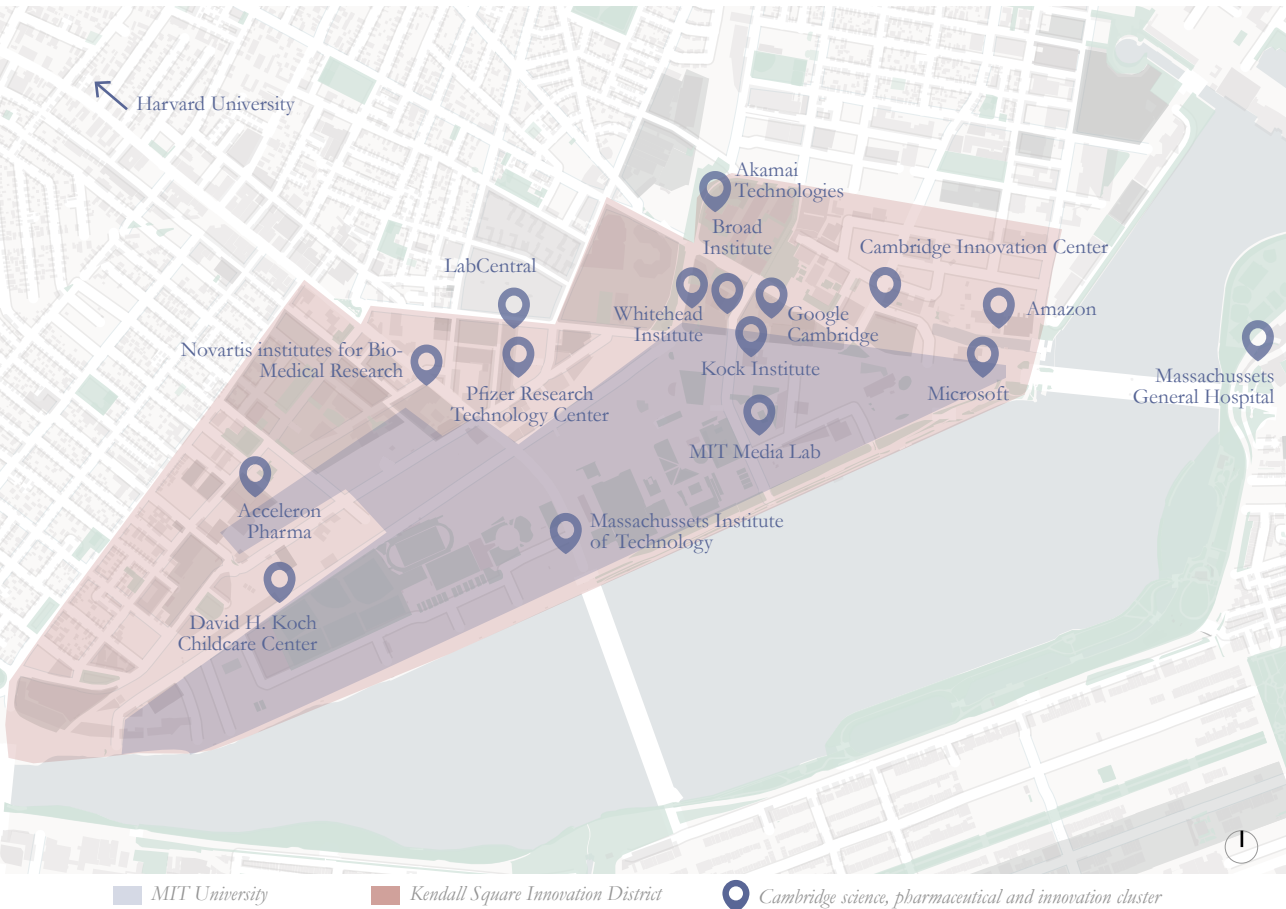 Harvard University
Akamai
Technologies
Broad
Institute
Cambridge Innovation Center
LabCentral
Whitehead
Institute
Google
Cambridge
Amazon
Novartis institutes for Bio-
Medical Research
Kock Institute
Massachussets
General Hospital
Pfizer Research
Technology Center
Microsoft
MIT Media Lab
Acceleron
Pharma
Massachussets Institute
of Technology
David H. Koch
Childcare Center
MIT University
Kendall Square Innovation District
Cambridge science, pharmaceutical and innovation cluster